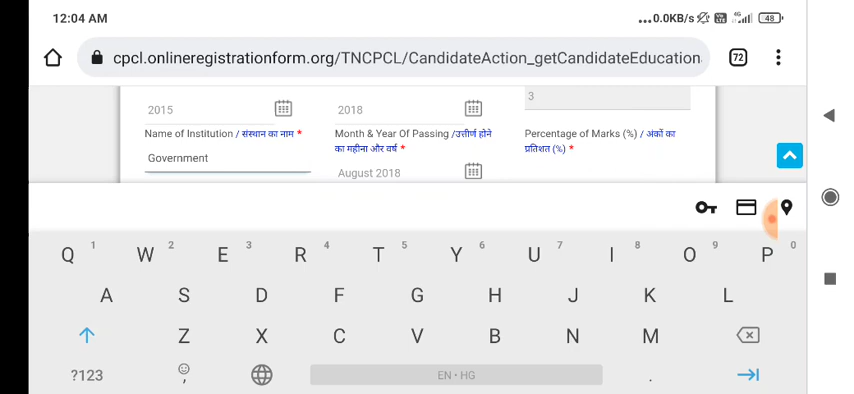 12:04 AM
...0.0KB/s 4G 48
cpcl.onlineregistrationform.org/TNCPCL/CandidateAction_getCandidateEducation
72
2015 2018 3
Name of Institution / संस्थान का नाम * Month & Year Of Passing /उत्तीर्ण होने Percentage of Marks (%) / अंकों का
Government का महीना और वर्ष * प्रतिशत (%) *
August 2018
Q 1 W 2 E 3 R 4 T 5 Y 6 U 7 I 8 O 9 P 0
A S D F G H J K L
Z X C V B N M
?123 , EN • HG .